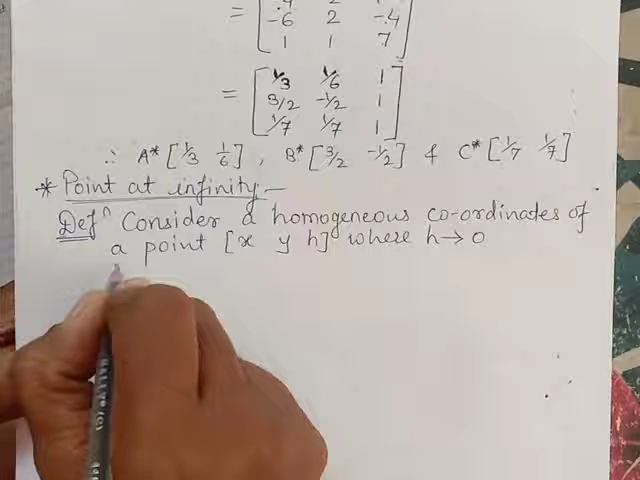 = [-6 2 -4
1 1 7]
= [1/3 1/6 1
3/2 -1/2 1
1/7 1/7 1]
∴ A* [1/3 1/6] , B* [3/2 -1/2] & C* [1/7 1/7]
* Point at infinity -
Defⁿ Consider a homogeneous co-ordinates of
a point [x y h] where h → 0